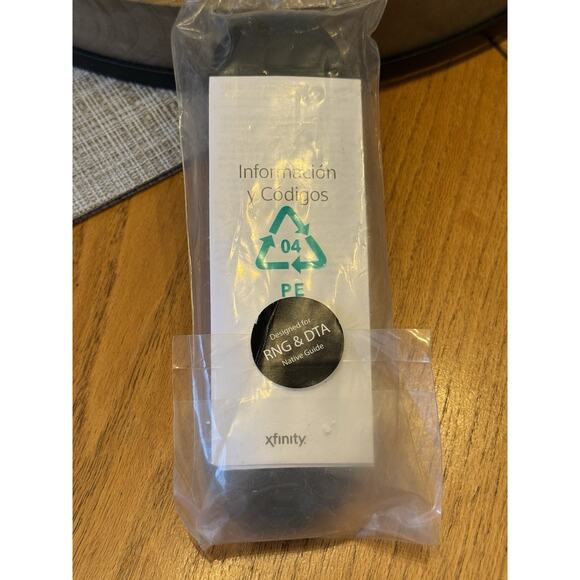 Información
y Códigos
04
PE
Designed for
RNG & DTA
Native Guide
xfinity